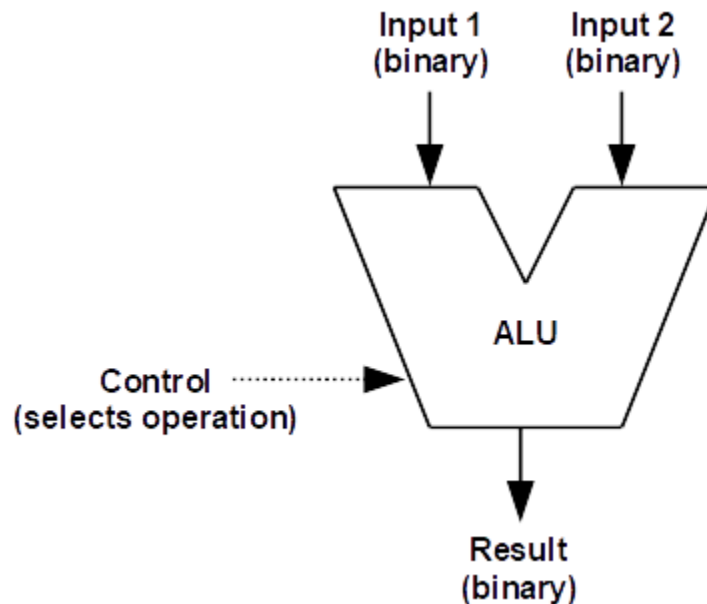 Input 1
(binary)
Input 2
(binary)
ALU
Control
(selects operation)
Result
(binary)